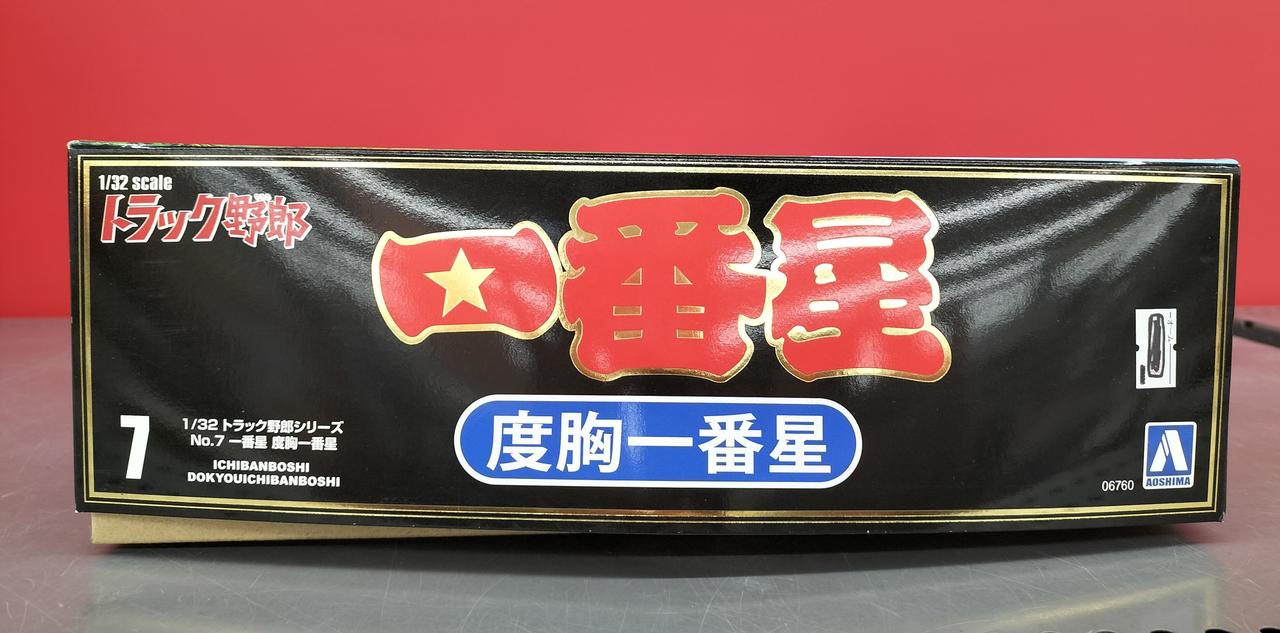 1/32 scale
トラック野郎
一番星
度胸一番星
7
1/32 トラック野郎シリーズ
No.7 一番星 度胸一番星
ICHIBANBOSHI
DOKYOUICHIBANBOSHI
06760
AOSHIMA